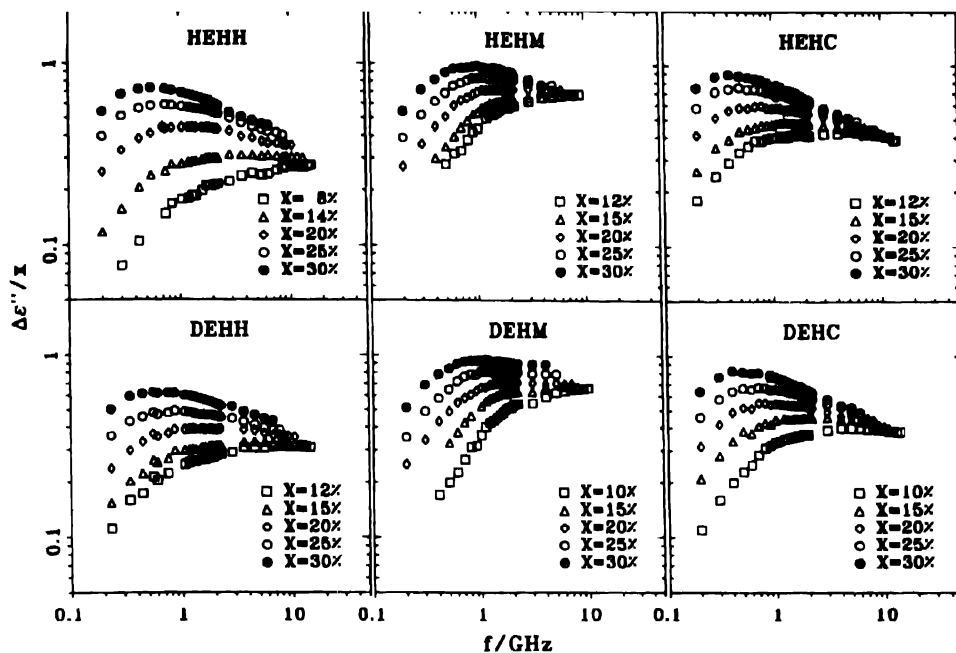 HEHH
HEHM
HEHC
1
X= 8%
X=14%
X=20%
X=25%
X=30%
X=12%
X=15%
X=20%
X=25%
X=30%
X=12%
X=15%
X=20%
X=25%
X=30%
0.1
Δε''/x
DEHH
DEHM
DEHC
1
X=12%
X=15%
X=20%
X=25%
X=30%
X=10%
X=15%
X=20%
X=25%
X=30%
X=10%
X=15%
X=20%
X=25%
X=30%
0.1
0.1 1 10 0.1 1 10 0.1 1 10
f/GHz